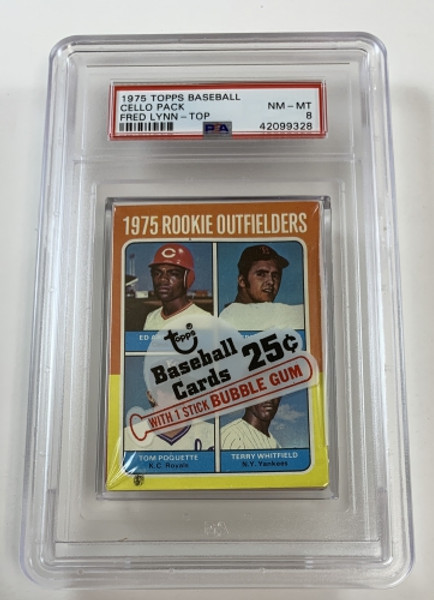 1975 TOPPS BASEBALL
NM - MT
CELLO PACK
8
FRED LYNN - TOP
PSA
42099328
1975 ROOKIE OUTFIELDERS
C
ED
Topps
Baseball
Cards
25¢
WITH 1 STICK BUBBLE GUM
TOM POQUETTE
K.C. Royals
TERRY WHITFIELD
N.Y. Yankees